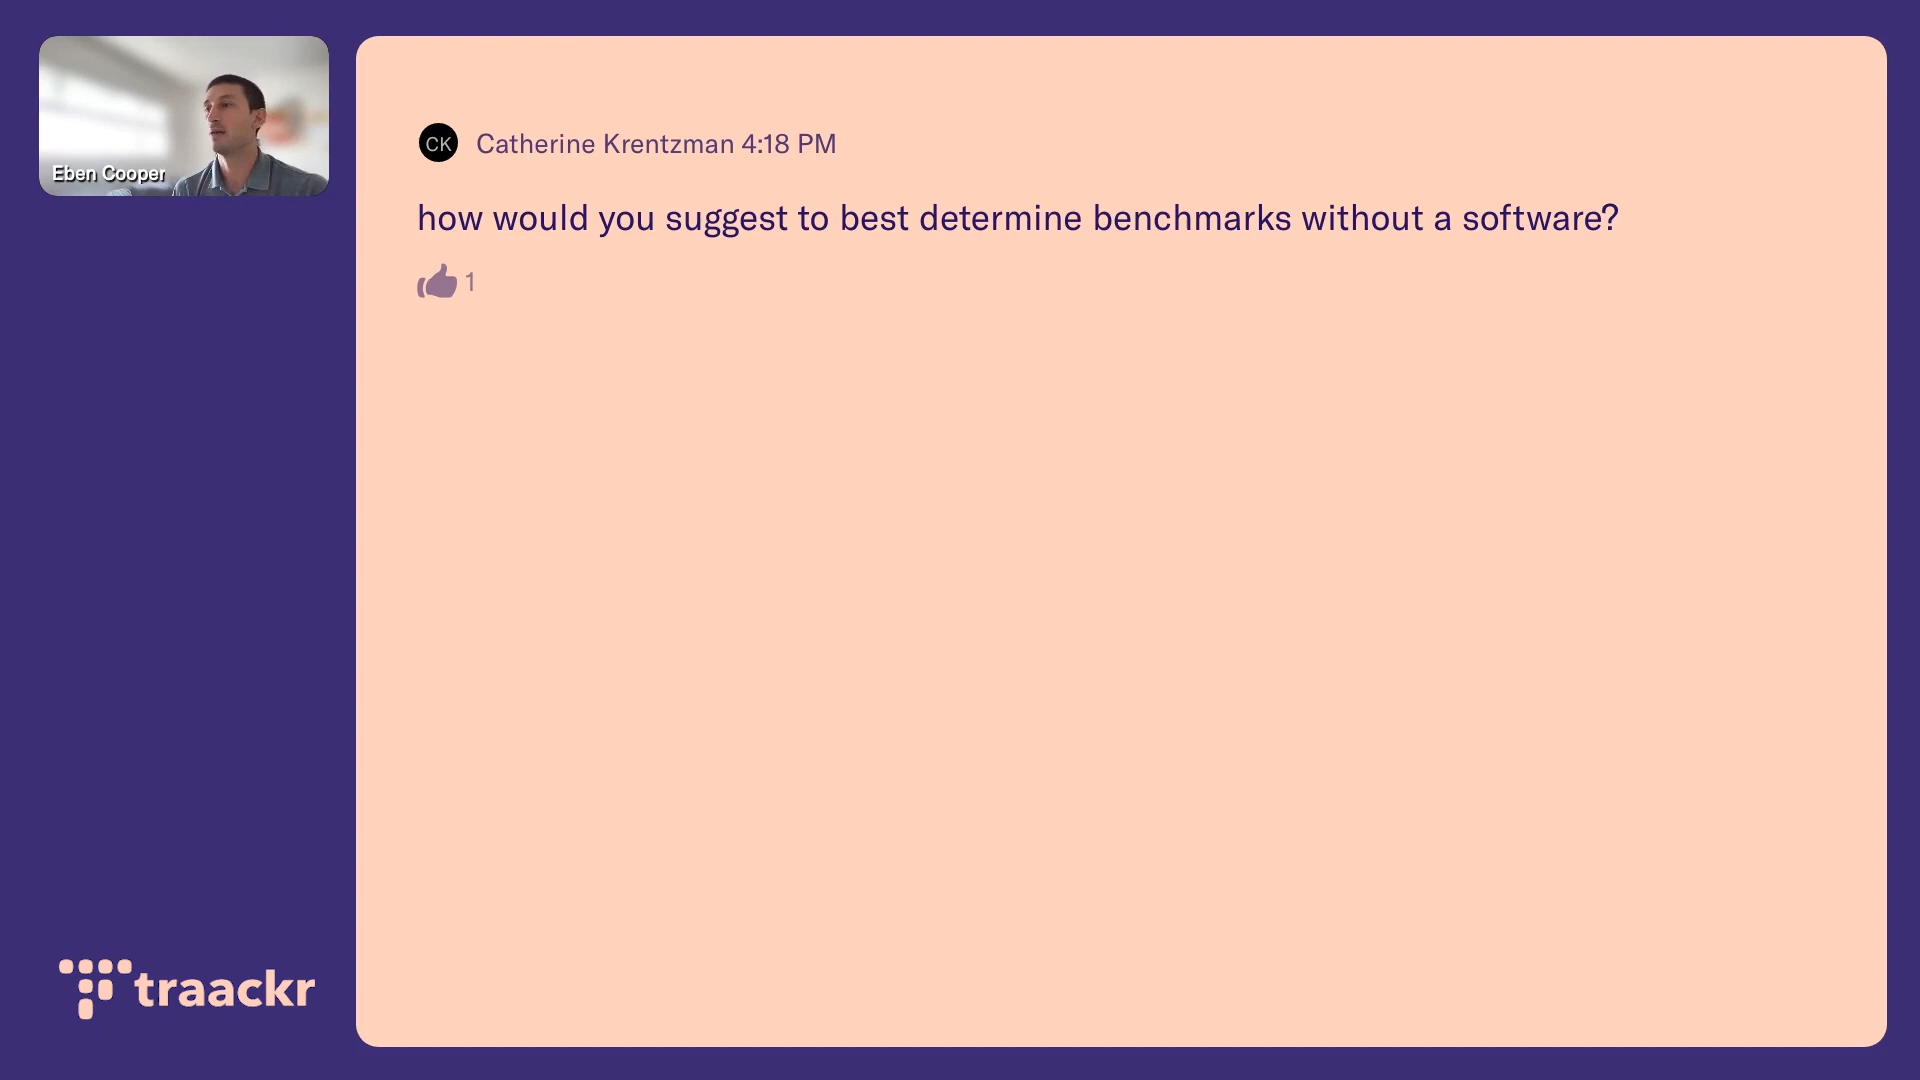 Eben Cooper
CK
Catherine Krentzman 4:18 PM
how would you suggest to best determine benchmarks without a software?
1
traackr